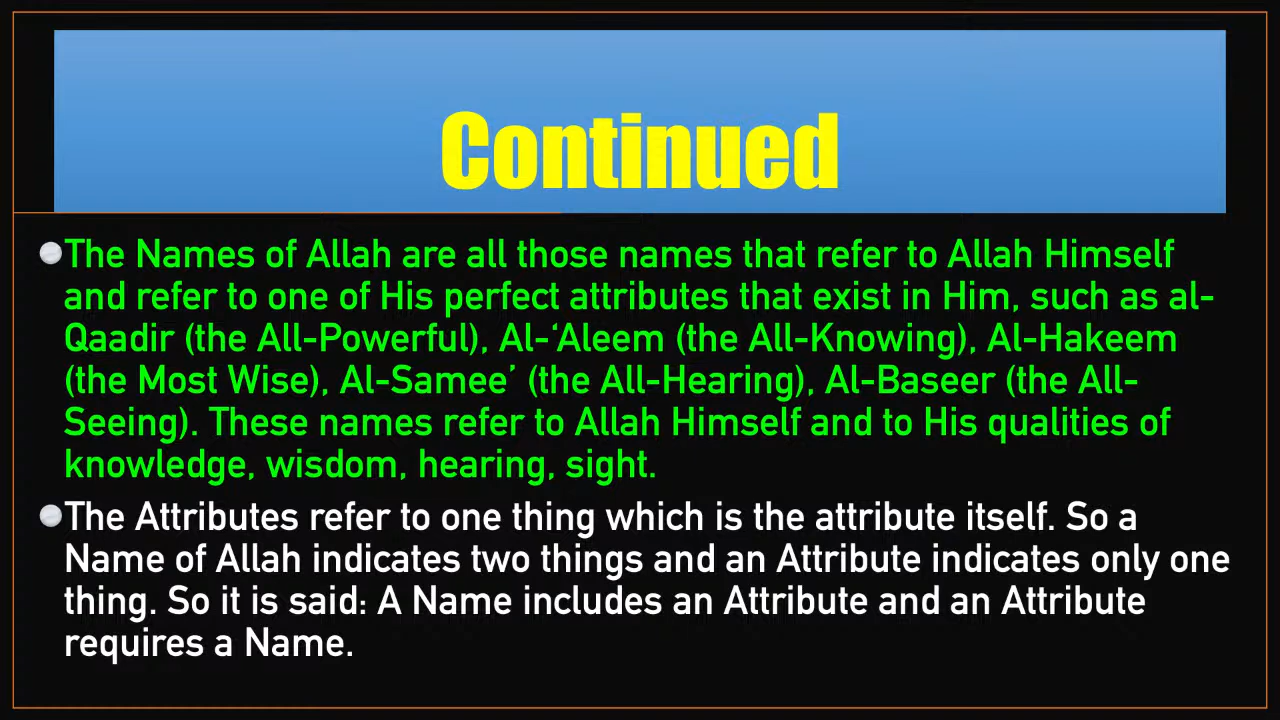 Continued
The Names of Allah are all those names that refer to Allah Himself
and refer to one of His perfect attributes that exist in Him, such as al-
Qaadir (the All-Powerful), Al-‘Aleem (the All-Knowing), Al-Hakeem
(the Most Wise), Al-Samee’ (the All-Hearing), Al-Baseer (the All-
Seeing). These names refer to Allah Himself and to His qualities of
knowledge, wisdom, hearing, sight.
The Attributes refer to one thing which is the attribute itself. So a
Name of Allah indicates two things and an Attribute indicates only one
thing. So it is said: A Name includes an Attribute and an Attribute
requires a Name.